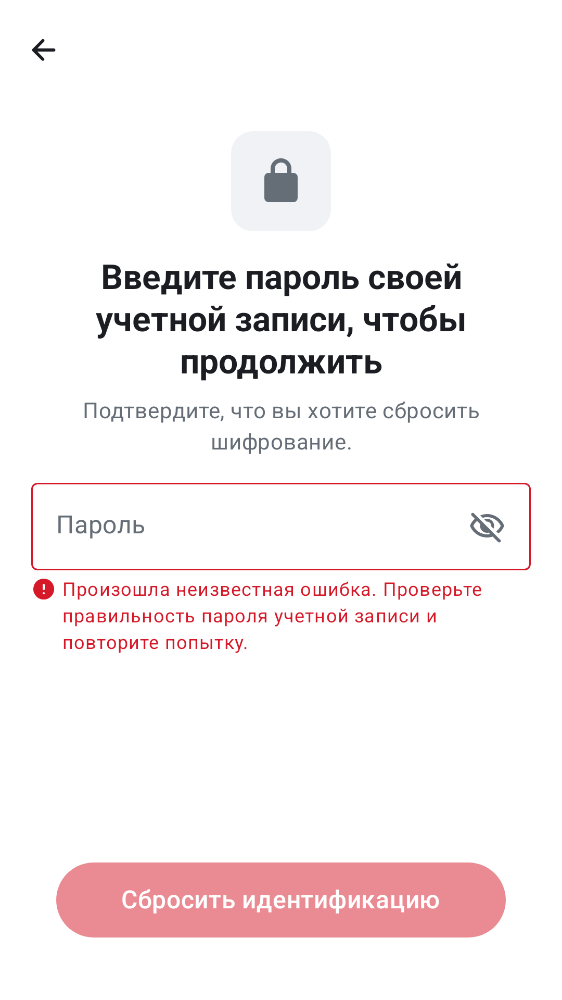 Введите пароль своей
учетной записи, чтобы
продолжить
Подтвердите, что вы хотите сбросить
шифрование.
Пароль
Произошла неизвестная ошибка. Проверьте
правильность пароля учетной записи и
повторите попытку.
Сбросить идентификацию